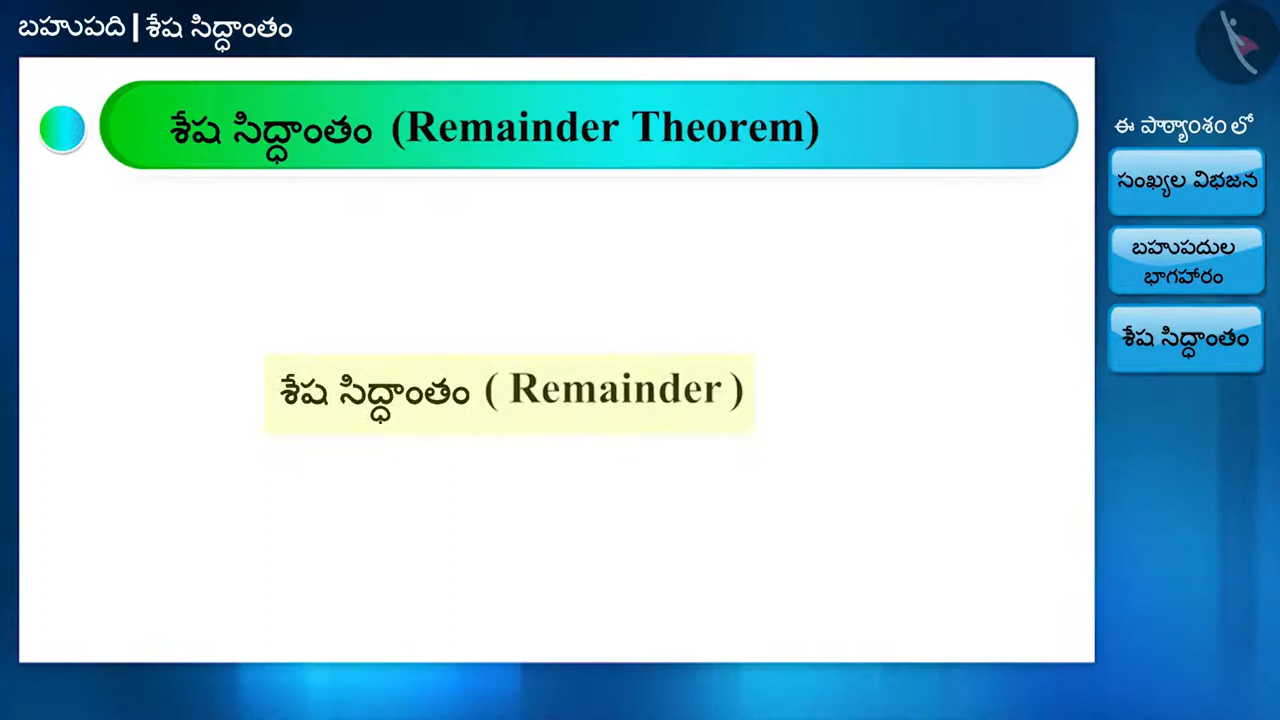 బహుపది | శేష సిద్ధాంతం
శేష సిద్ధాంతం (Remainder Theorem)
శేష సిద్ధాంతం ( Remainder )
ఈ పాఠ్యాంశం లో
సంఖ్యల విభజన
బహుపదుల
భాగహారం
శేష సిద్ధాంతం